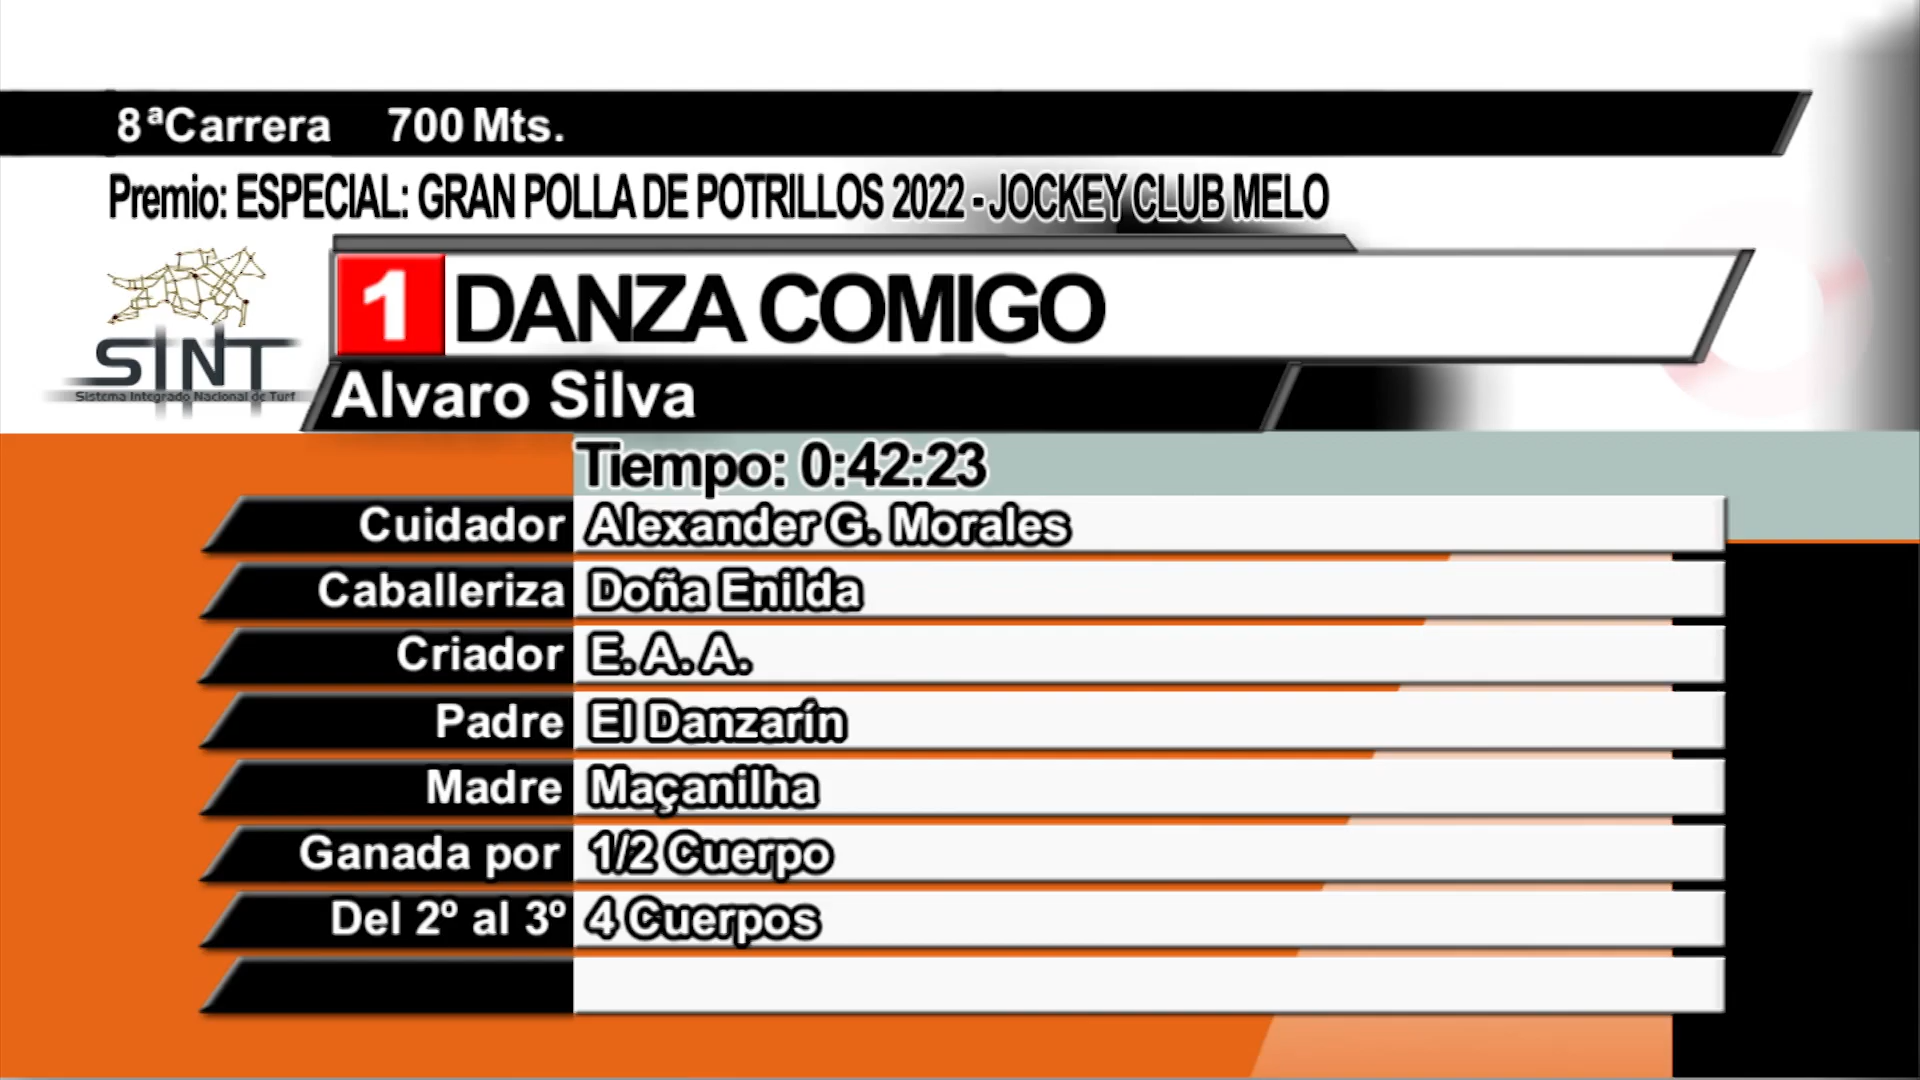 8ªCarrera 700 Mts.
Premio: ESPECIAL: GRAN POLLA DE POTRILLOS 2022 - JOCKEY CLUB MELO
1 DANZA COMIGO
SINT
Sistema Integrado Nacional de Turf
Alvaro Silva
Tiempo: 0:42:23
Cuidador Alexander G. Morales
Caballeriza Doña Enilda
Criador E. A. A.
Padre El Danzarín
Madre Maçanilha
Ganada por 1/2 Cuerpo
Del 2º al 3º 4 Cuerpos